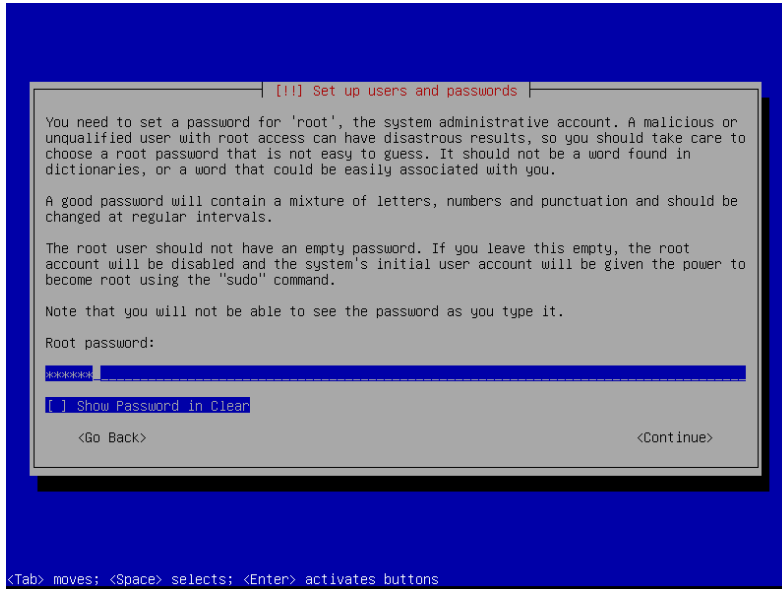 [!!] Set up users and passwords
You need to set a password for 'root', the system administrative account. A malicious or
unqualified user with root access can have disastrous results, so you should take care to
choose a root password that is not easy to guess. It should not be a word found in
dictionaries, or a word that could be easily associated with you.
A good password will contain a mixture of letters, numbers and punctuation and should be
changed at regular intervals.
The root user should not have an empty password. If you leave this empty, the root
account will be disabled and the system's initial user account will be given the power to
become root using the "sudo" command.
Note that you will not be able to see the password as you type it.
Root password:
******
[ ] Show Password in Clear
<Go Back> <Continue>
<Tab> moves; <Space> selects; <Enter> activates buttons